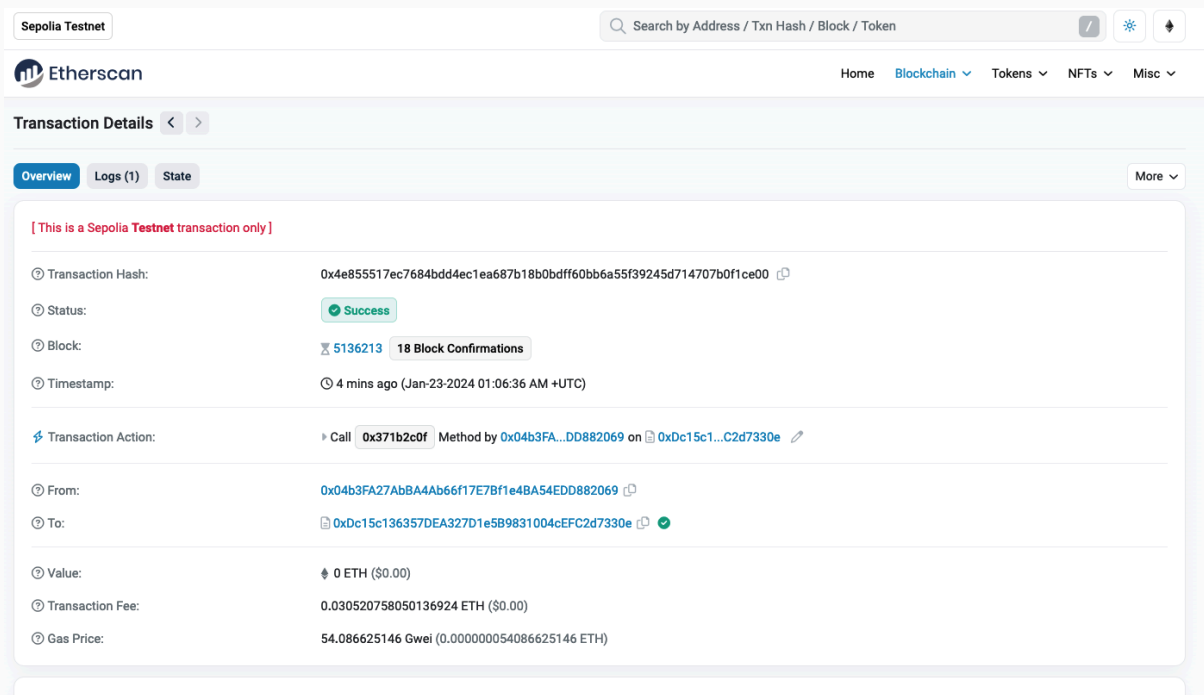 Sepolia Testnet
Search by Address / Txn Hash / Block / Token /
Etherscan
Home Blockchain Tokens NFTs Misc
Transaction Details
Overview Logs (1) State More
[ This is a Sepolia Testnet transaction only ]
Transaction Hash: 0x4e855517ec7684bdd4ec1ea687b18b0bdff60bb6a55f39245d714707b0f1ce00
Status: Success
Block: 5136213 18 Block Confirmations
Timestamp: 4 mins ago (Jan-23-2024 01:06:36 AM +UTC)
Transaction Action: Call 0x371b2c0f Method by 0x04b3FA...DD882069 on 0xDc15c1...C2d7330e
From: 0x04b3FA27AbBA4Ab66f17E7Bf1e4BA54EDD882069
To: 0xDc15c136357DEA327D1e5B9831004cEFC2d7330e
Value: 0 ETH ($0.00)
Transaction Fee: 0.030520758050136924 ETH ($0.00)
Gas Price: 54.086625146 Gwei (0.000000054086625146 ETH)